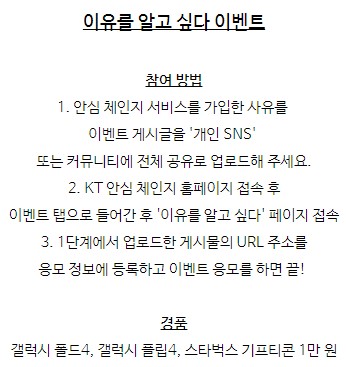 이유를 알고 싶다 이벤트
참여 방법
1. 안심 체인지 서비스를 가입한 사유를
이벤트 게시글을 '개인 SNS'
또는 커뮤니티에 전체 공유로 업로드해 주세요.
2. KT 안심 체인지 홈페이지 접속 후
이벤트 탭으로 들어간 후 '이유를 알고 싶다' 페이지 접속
3. 1단계에서 업로드한 게시물의 URL 주소를
응모 정보에 등록하고 이벤트 응모를 하면 끝!
경품
갤럭시 폴드4, 갤럭시 플립4, 스타벅스 기프티콘 1만 원